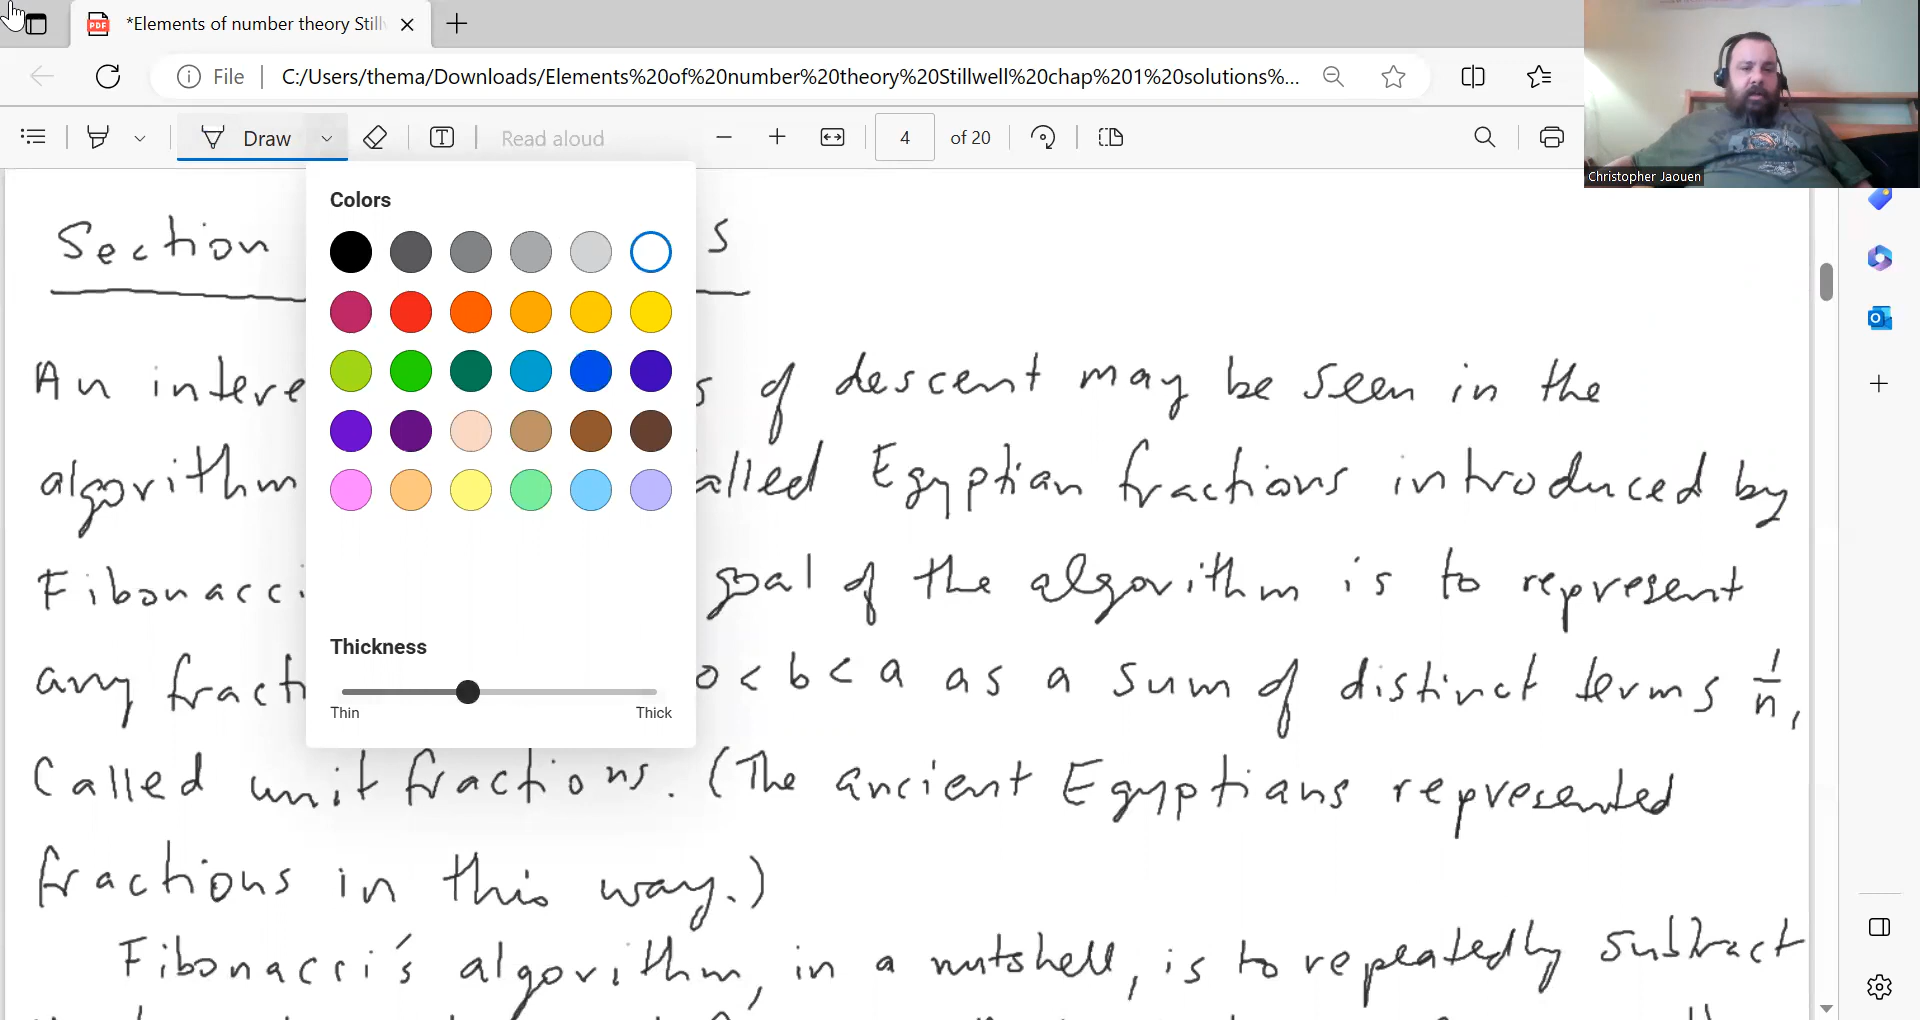 *Elements of number theory Still
File
C:/Users/thema/Downloads/Elements%20of%20number%20theory%20Stillwell%20chap%201%20solutions%...
Draw
Read aloud
4 of 20
Christopher Jaouen
Colors
Thickness
Thin
Thick
Section s
An intere s of descent may be seen in the
algorithm alled Egyptian fractions introduced by
Fibonacci. goal of the algorithm is to represent
any fract 0 < b < a as a sum of distinct terms 1/n,
Called unit fractions. (The ancient Egyptians represented
fractions in this way.)
Fibonacci's algorithm, in a nutshell, is to repeatedly subtract